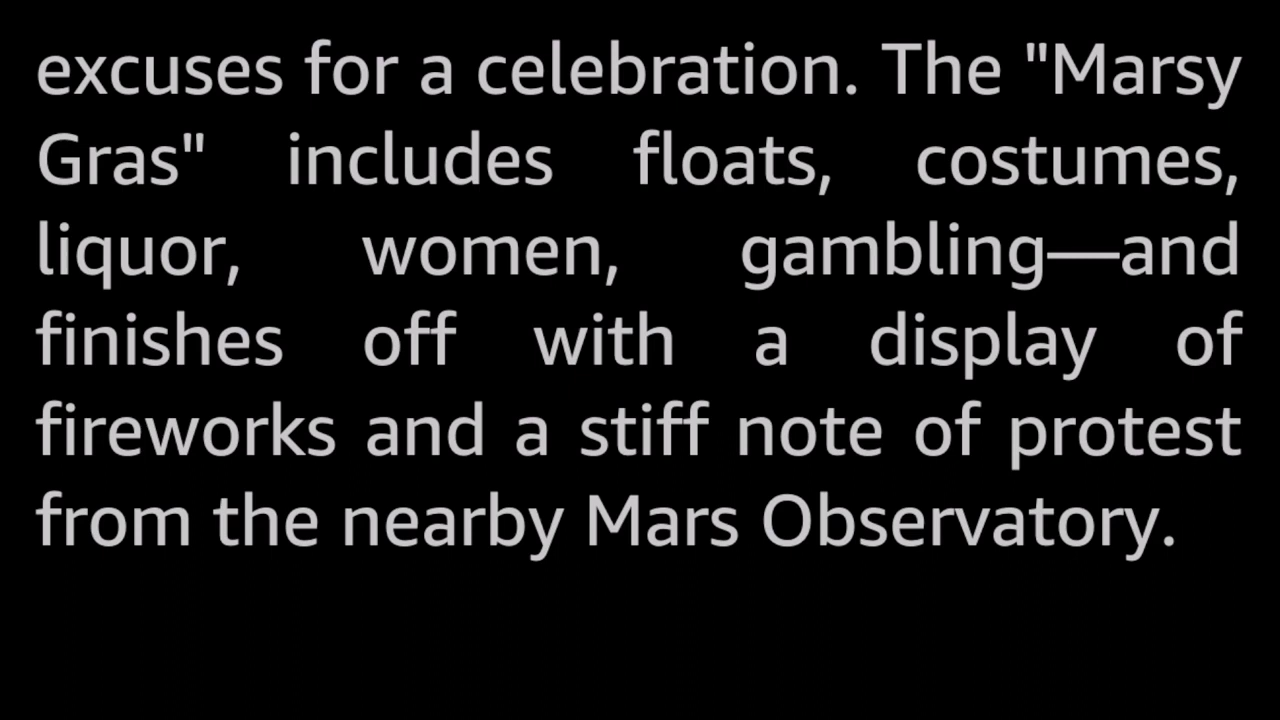 excuses for a celebration. The "Marsy
Gras" includes floats, costumes,
liquor, women, gambling—and
finishes off with a display of
fireworks and a stiff note of protest
from the nearby Mars Observatory.